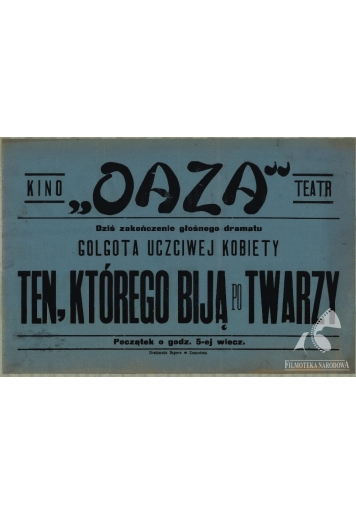 KINO „OAZA” TEATR
Dziś zakończenie głośnego dramatu
GOLGOTA UCZCIWEJ KOBIETY
TEN, KTÓREGO BIJĄ PO TWARZY
Początek o godz. 5-ej wiecz.
FILMOTEKA NARODOWA